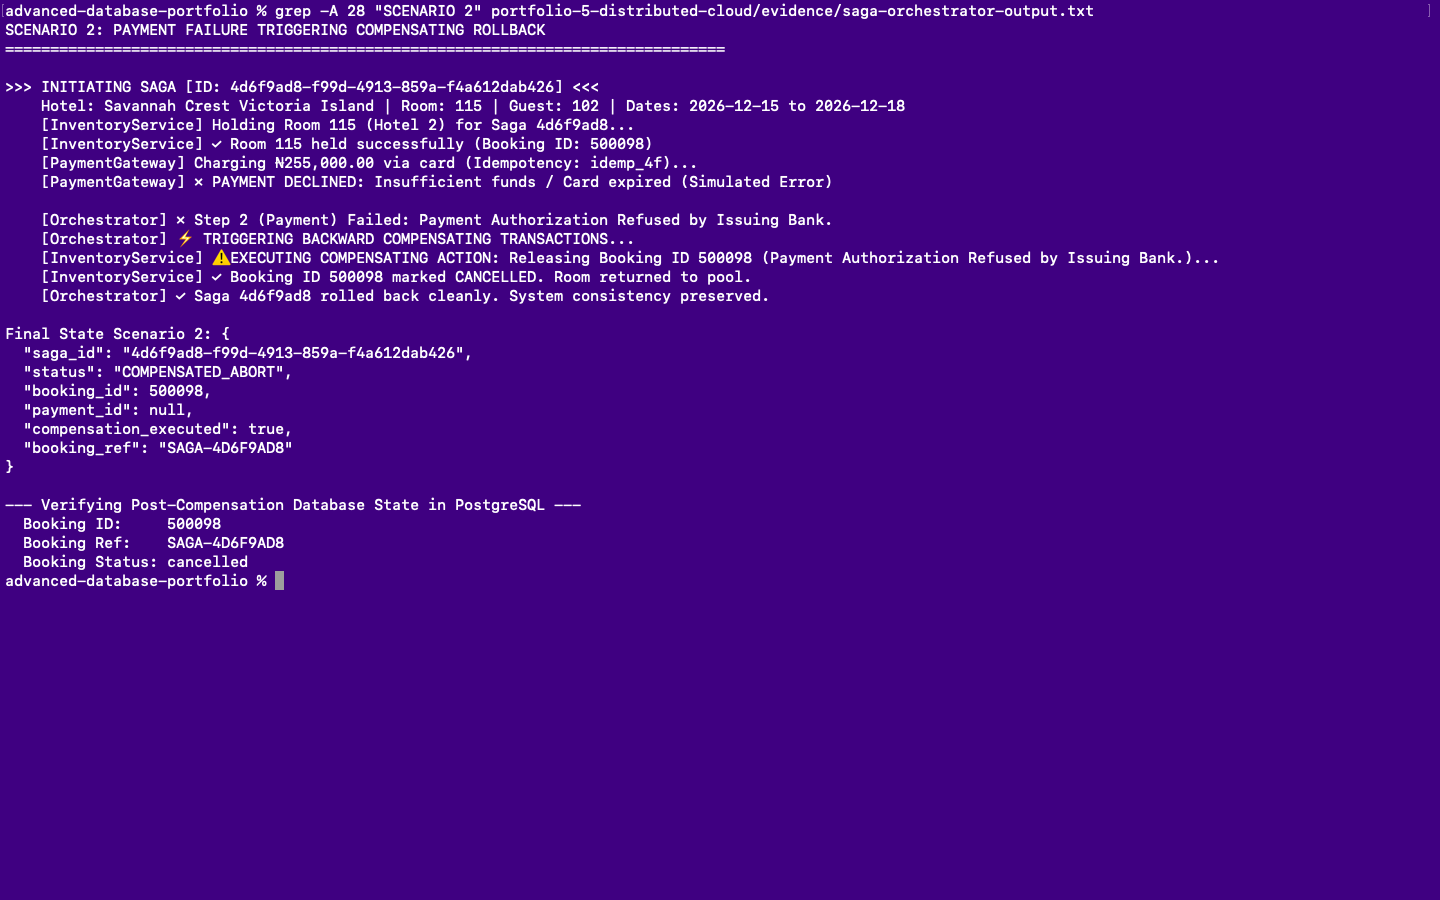 [advanced-database-portfolio % grep -A 28 "SCENARIO 2" portfolio-5-distributed-cloud/evidence/saga-orchestrator-output.txt ]
SCENARIO 2: PAYMENT FAILURE TRIGGERING COMPENSATING ROLLBACK
================================================================================
>>> INITIATING SAGA [ID: 4d6f9ad8-f99d-4913-859a-f4a612dab426] <<<
    Hotel: Savannah Crest Victoria Island | Room: 115 | Guest: 102 | Dates: 2026-12-15 to 2026-12-18
    [InventoryService] Holding Room 115 (Hotel 2) for Saga 4d6f9ad8...
    [InventoryService] ✓ Room 115 held successfully (Booking ID: 500098)
    [PaymentGateway] Charging ₦255,000.00 via card (Idempotency: idemp_4f)...
    [PaymentGateway] × PAYMENT DECLINED: Insufficient funds / Card expired (Simulated Error)
    [Orchestrator] × Step 2 (Payment) Failed: Payment Authorization Refused by Issuing Bank.
    [Orchestrator] ⚡ TRIGGERING BACKWARD COMPENSATING TRANSACTIONS...
    [InventoryService] ⚠️EXECUTING COMPENSATING ACTION: Releasing Booking ID 500098 (Payment Authorization Refused by Issuing Bank.)...
    [InventoryService] ✓ Booking ID 500098 marked CANCELLED. Room returned to pool.
    [Orchestrator] ✓ Saga 4d6f9ad8 rolled back cleanly. System consistency preserved.
Final State Scenario 2: {
  "saga_id": "4d6f9ad8-f99d-4913-859a-f4a612dab426",
  "status": "COMPENSATED_ABORT",
  "booking_id": 500098,
  "payment_id": null,
  "compensation_executed": true,
  "booking_ref": "SAGA-4D6F9AD8"
}
--- Verifying Post-Compensation Database State in PostgreSQL ---
  Booking ID:     500098
  Booking Ref:    SAGA-4D6F9AD8
  Booking Status: cancelled
advanced-database-portfolio %